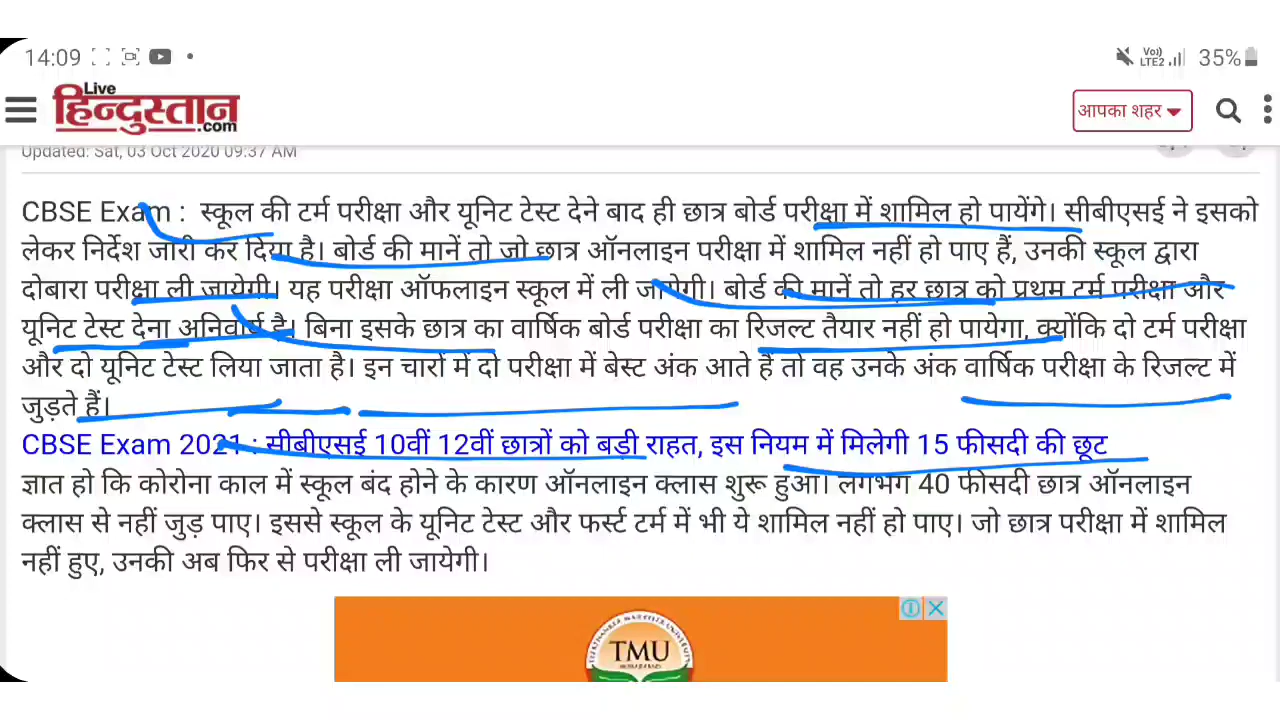 14:09
Vo) LTE2 35%
Live
हिन्दुस्तान
.com
आपका शहर
Updated: Sat, 03 Oct 2020 09:37 AM
CBSE Exam : स्कूल की टर्म परीक्षा और यूनिट टेस्ट देने बाद ही छात्र बोर्ड परीक्षा में शामिल हो पायेंगे। सीबीएसई ने इसको
लेकर निर्देश जारी कर दिया है। बोर्ड की मानें तो जो छात्र ऑनलाइन परीक्षा में शामिल नहीं हो पाए हैं, उनकी स्कूल द्वारा
दोबारा परीक्षा ली जायेगी। यह परीक्षा ऑफलाइन स्कूल में ली जायेगी। बोर्ड की मानें तो हर छात्र को प्रथम टर्म परीक्षा और
यूनिट टेस्ट देना अनिवार्य है। बिना इसके छात्र का वार्षिक बोर्ड परीक्षा का रिजल्ट तैयार नहीं हो पायेगा, क्योंकि दो टर्म परीक्षा
और दो यूनिट टेस्ट लिया जाता है। इन चारों में दो परीक्षा में बेस्ट अंक आते हैं तो वह उनके अंक वार्षिक परीक्षा के रिजल्ट में
जुड़ते हैं।
CBSE Exam 2021 : सीबीएसई 10वीं 12वीं छात्रों को बड़ी राहत, इस नियम में मिलेगी 15 फीसदी की छूट
ज्ञात हो कि कोरोना काल में स्कूल बंद होने के कारण ऑनलाइन क्लास शुरू हुआ। लगभग 40 फीसदी छात्र ऑनलाइन
क्लास से नहीं जुड़ पाए। इससे स्कूल के यूनिट टेस्ट और फर्स्ट टर्म में भी ये शामिल नहीं हो पाए। जो छात्र परीक्षा में शामिल
नहीं हुए, उनकी अब फिर से परीक्षा ली जायेगी।
TMU